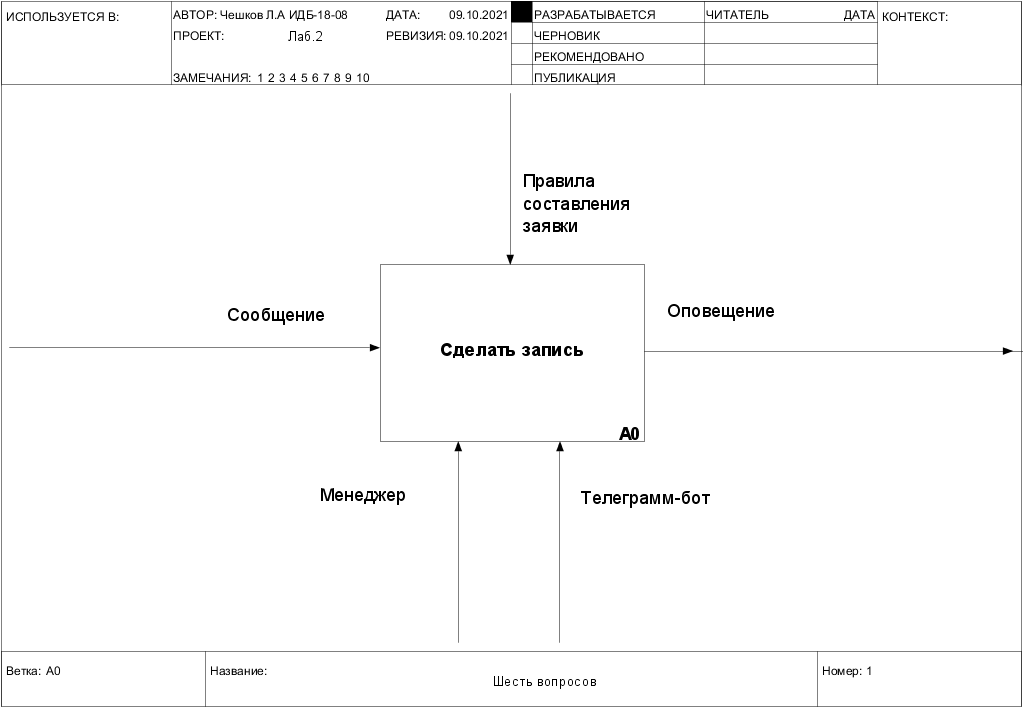 ИСПОЛЬЗУЕТСЯ В:
АВТОР: Чешков Л.А ИДБ-18-08
ДАТА: 09.10.2021
РАЗРАБАТЫВАЕТСЯ
ЧИТАТЕЛЬ
ДАТА
КОНТЕКСТ:
ПРОЕКТ: Лаб.2
РЕВИЗИЯ: 09.10.2021
ЧЕРНОВИК
РЕКОМЕНДОВАНО
ЗАМЕЧАНИЯ: 1 2 3 4 5 6 7 8 9 10
ПУБЛИКАЦИЯ
Правила
составления
заявки
Сообщение
Оповещение
Сделать запись
A0
Менеджер
Телеграмм-бот
Ветка: A0
Название:
Шесть вопросов
Номер: 1